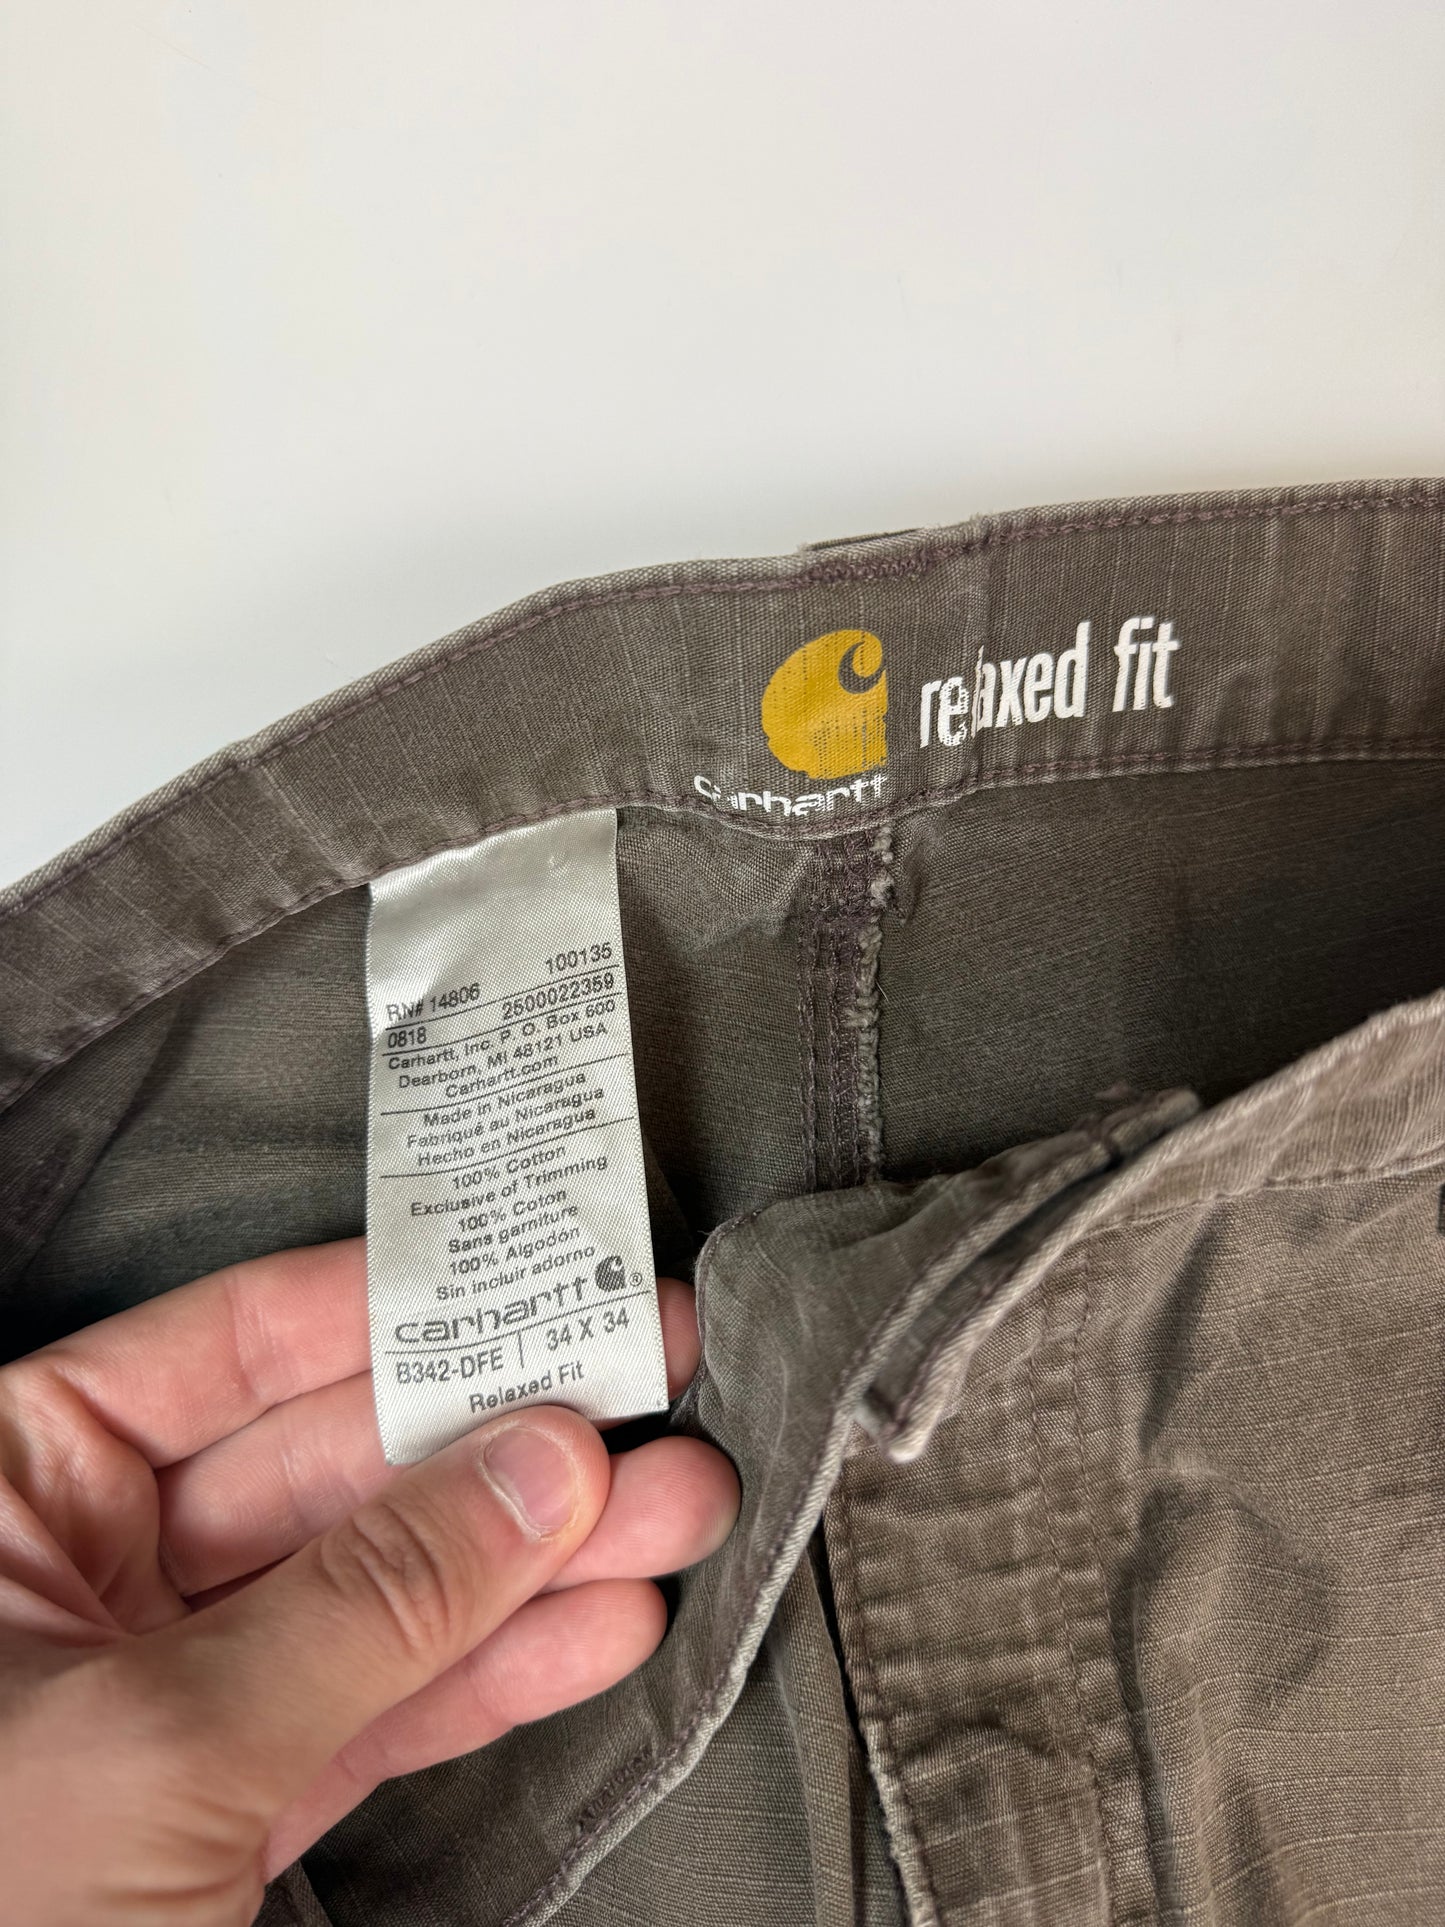 carhartt
relaxed fit
100135
RN# 14806
2500022359
0818
Carhartt, Inc. P. O. Box 600
Dearborn, MI 48121 USA
Carhartt.com
Made in Nicaragua
Fabriqué au Nicaragua
Hecho en Nicaragua
100% Cotton
Exclusive of Trimming
100% Coton
Sans garniture
100% Algodón
Sin incluir adorno
carhartt ®
B342-DFE | 34 X 34
Relaxed Fit